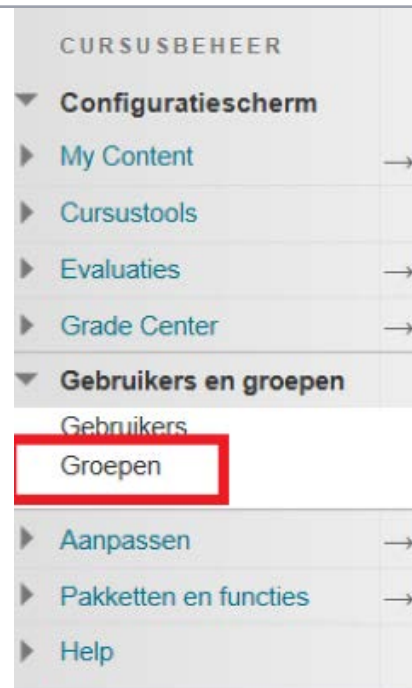 CURSUSBEHEER
Configuratiescherm
My Content
Cursustools
Evaluaties
Grade Center
Gebruikers en groepen
Gebruikers
Groepen
Aanpassen
Pakketten en functies
Help